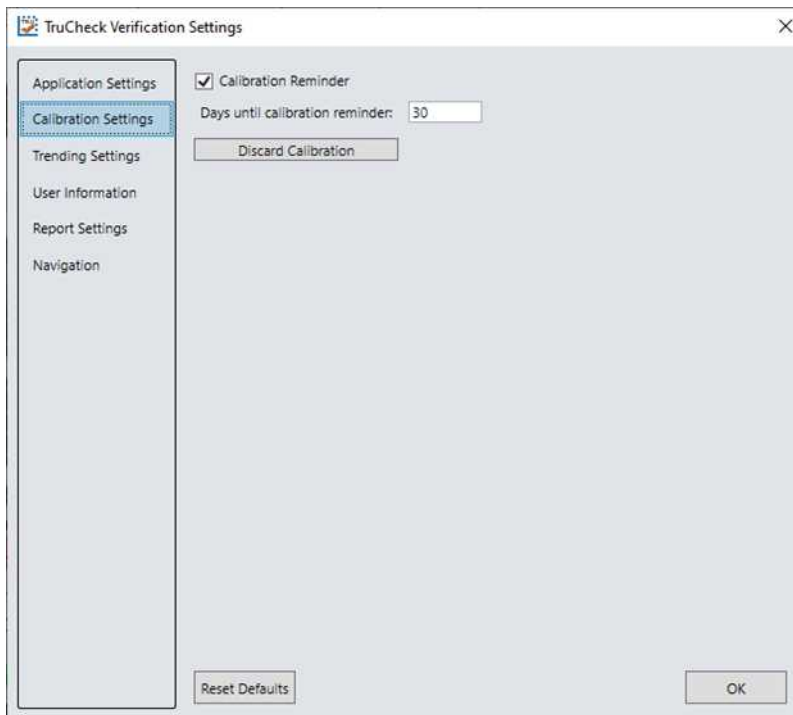 TruCheck Verification Settings
Application Settings
Calibration Settings
Trending Settings
User Information
Report Settings
Navigation
Calibration Reminder
Days until calibration reminder: 30
Discard Calibration
Reset Defaults
OK